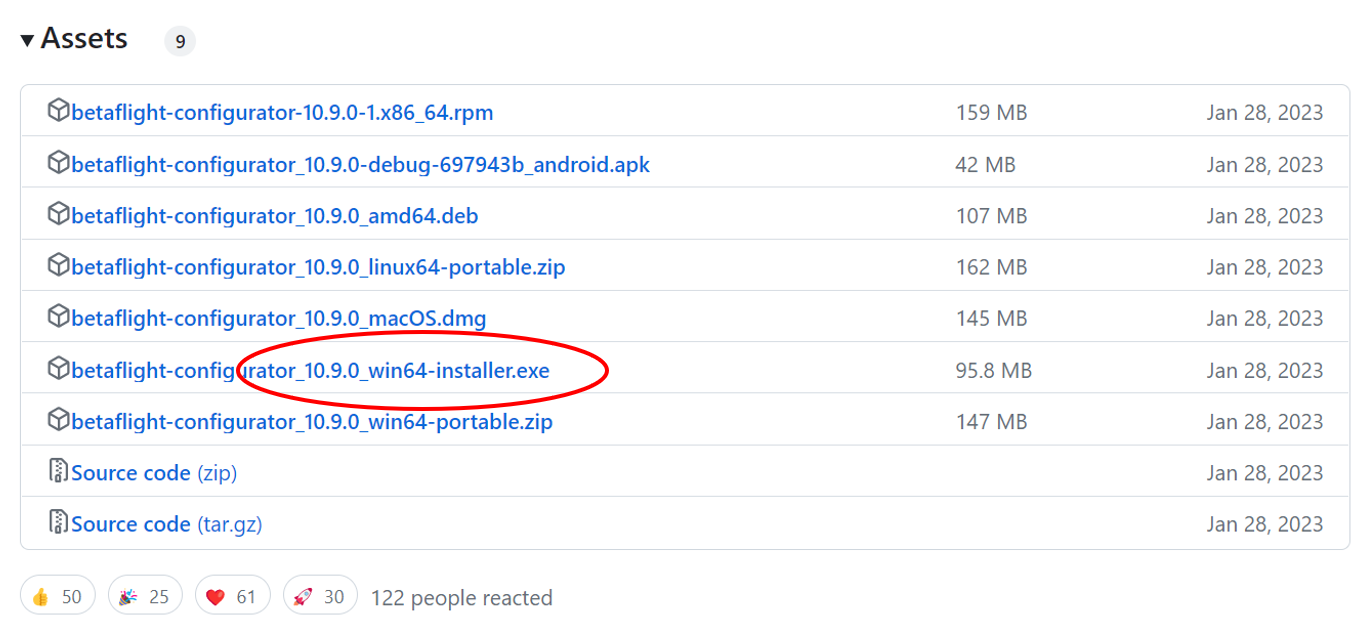 Assets 9
betaflight-configurator-10.9.0-1.x86_64.rpm 159 MB Jan 28, 2023
betaflight-configurator_10.9.0-debug-697943b_android.apk 42 MB Jan 28, 2023
betaflight-configurator_10.9.0_amd64.deb 107 MB Jan 28, 2023
betaflight-configurator_10.9.0_linux64-portable.zip 162 MB Jan 28, 2023
betaflight-configurator_10.9.0_macOS.dmg 145 MB Jan 28, 2023
betaflight-configurator_10.9.0_win64-installer.exe 95.8 MB Jan 28, 2023
betaflight-configurator_10.9.0_win64-portable.zip 147 MB Jan 28, 2023
Source code (zip) Jan 28, 2023
Source code (tar.gz) Jan 28, 2023
50 25 61 30 122 people reacted